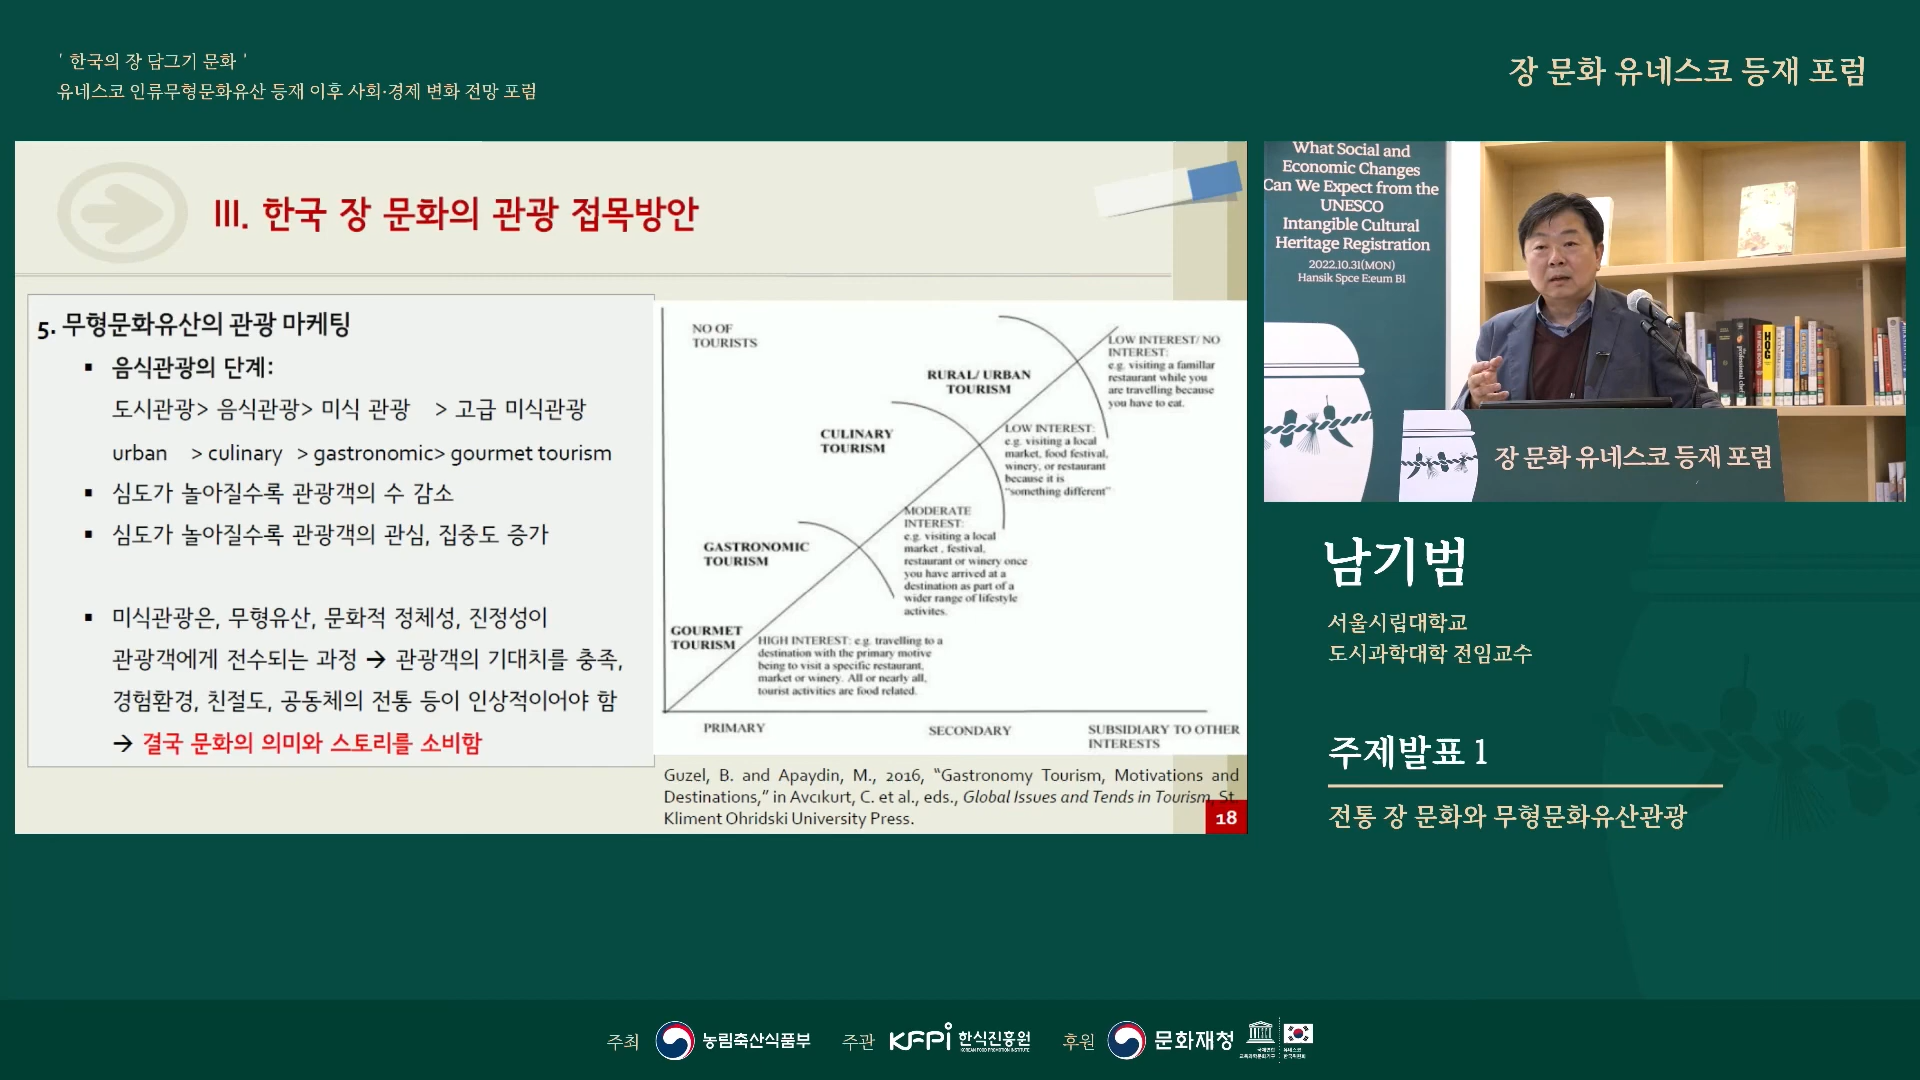 ' 한국의 장 담그기 문화 '
유네스코 인류무형문화유산 등재 이후 사회·경제 변화 전망 포럼
장 문화 유네스코 등재 포럼
III. 한국 장 문화의 관광 접목방안
5. 무형문화유산의 관광 마케팅
▪ 음식관광의 단계:
도시관광> 음식관광> 미식 관광 > 고급 미식관광
urban > culinary > gastronomic> gourmet tourism
▪ 심도가 놓아질수록 관광객의 수 감소
▪ 심도가 놓아질수록 관광객의 관심, 집중도 증가
▪ 미식관광은, 무형유산, 문화적 정체성, 진정성이
관광객에게 전수되는 과정 → 관광객의 기대치를 충족,
경험환경, 친절도, 공동체의 전통 등이 인상적이어야 함
→ 결국 문화의 의미와 스토리를 소비함
NO OF
TOURISTS
LOW INTEREST/ NO
INTEREST:
e.g. visiting a familiar
restaurant while you
are travelling because
you have to eat.
RURAL/ URBAN
TOURISM
LOW INTEREST:
e.g. visiting a local
market, food festival,
winery, or restaurant
because it is
"something different"
CULINARY
TOURISM
MODERATE
INTEREST:
e.g. visiting a local
market , festival,
restaurant or winery once
you have arrived at a
destination as part of a
wider range of lifestyle
activites.
GASTRONOMIC
TOURISM
GOURMET
TOURISM
HIGH INTEREST: e.g. travelling to a
destination with the primary motive
being to visit a specific restaurant,
market or winery. All or nearly all,
tourist activities are food related.
PRIMARY
SECONDARY
SUBSIDIARY TO OTHER
INTERESTS
Guzel, B. and Apaydin, M., 2016, "Gastronomy Tourism, Motivations and
Destinations," in Avcıkurt, C. et al., eds., Global Issues and Tends in Tourism, St.
Kliment Ohridski University Press.
18
What Social and
Economic Changes
Can We Expect from the
UNESCO
Intangible Cultural
Heritage Registration
2022.10.31(MON)
Hansik Spce E:eum B1
HOG
장 문화 유네스코 등재 포럼
남기범
서울시립대학교
도시과학대학 전임교수
주제발표 1
전통 장 문화와 무형문화유산관광
주최 농림축산식품부 주관 KFPi 한식진흥원 후원 문화재청